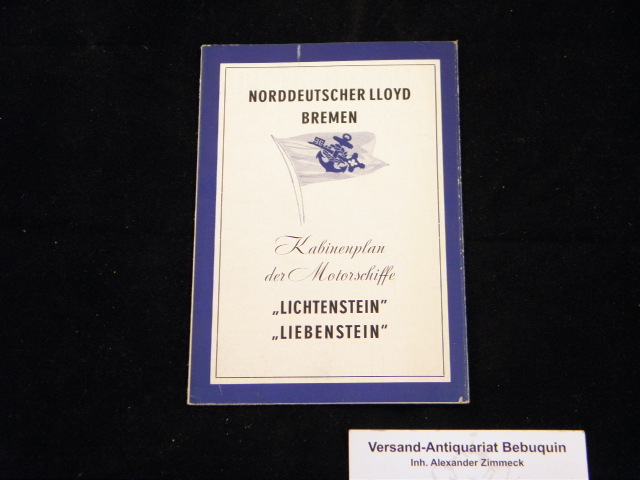 NORDDEUTSCHER LLOYD
BREMEN
Kabinenplan
der Motorschiffe
„LICHTENSTEIN”
„LIEBENSTEIN”
Versand-Antiquariat Bebuquin
Inh. Alexander Zimmeck